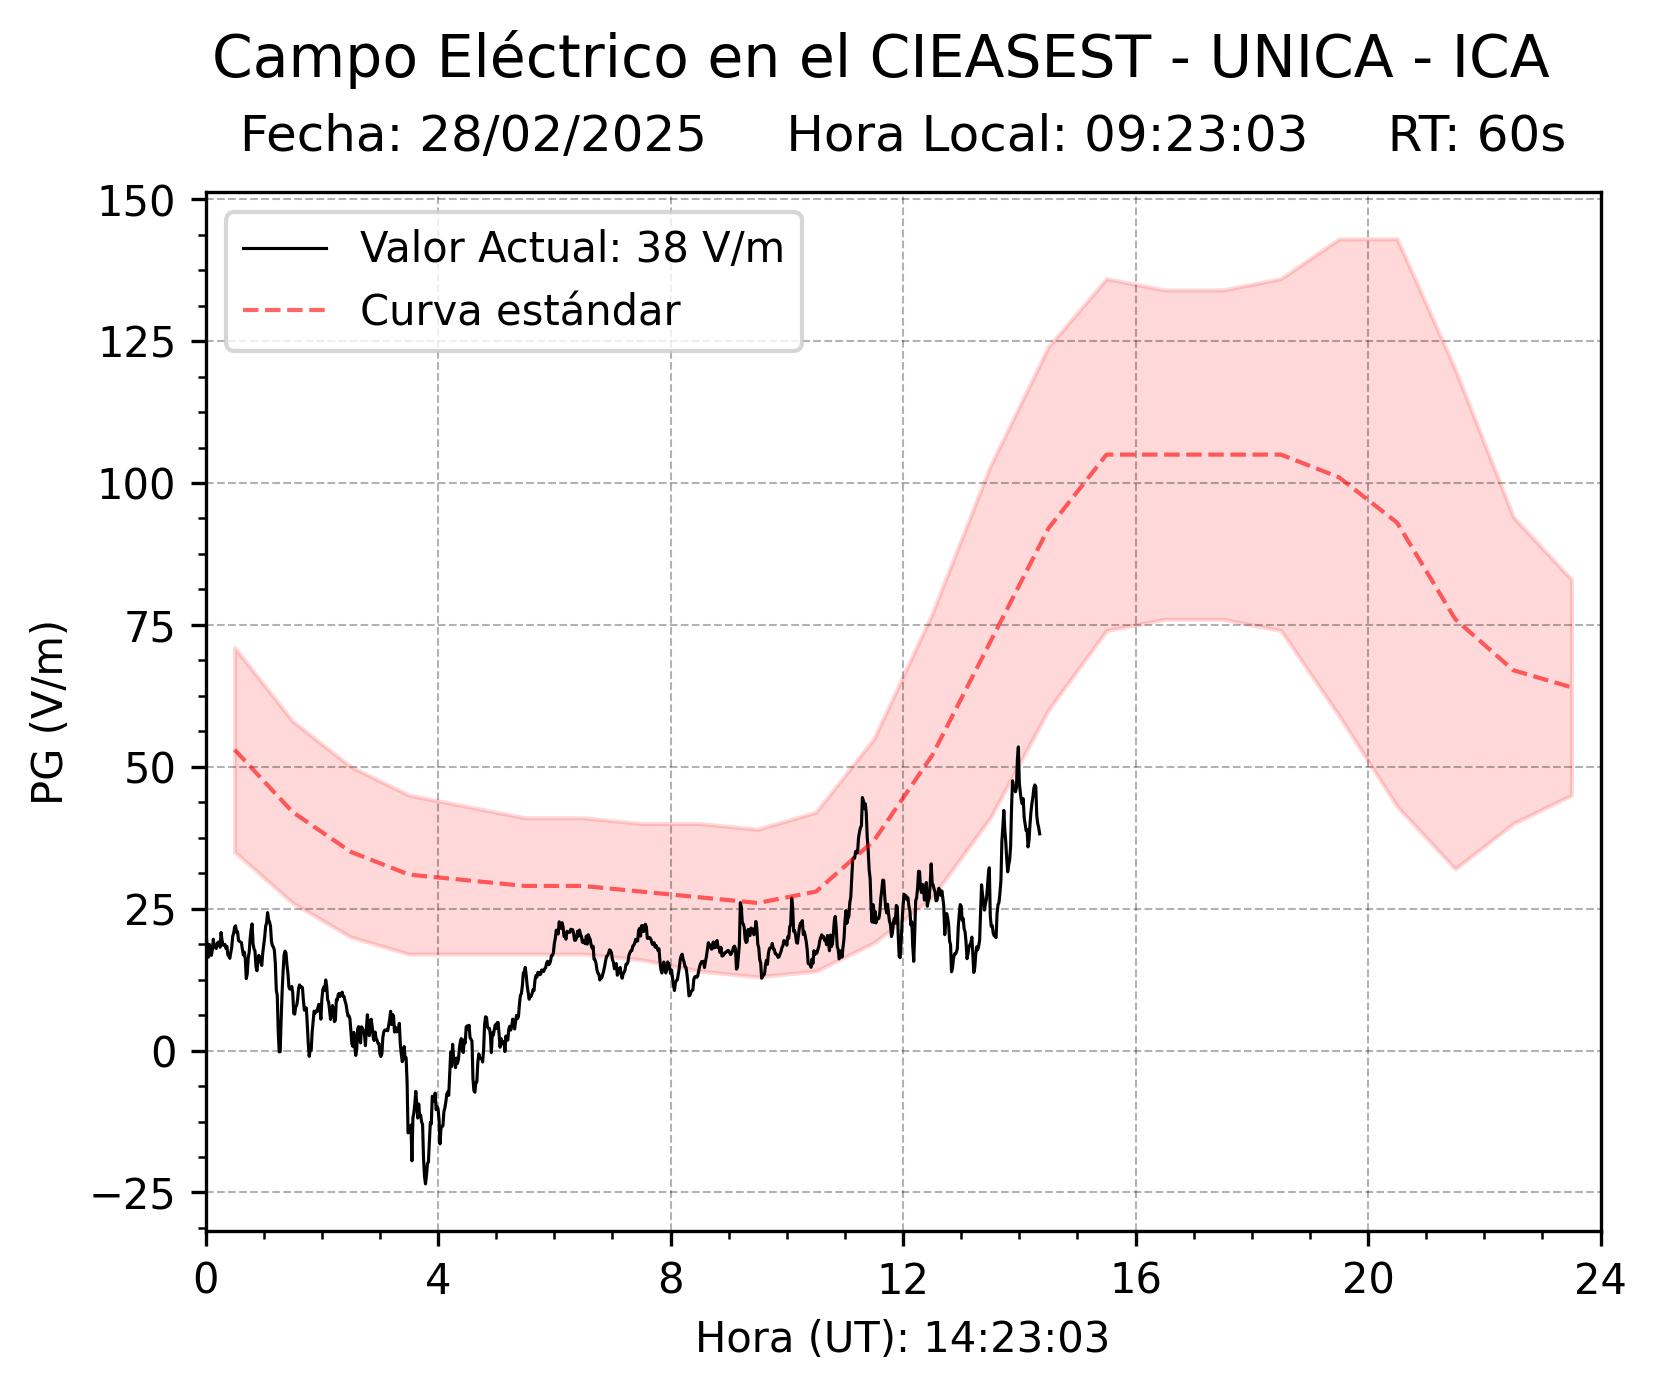 Campo Eléctrico en el CIEASEST - UNICA - ICA
Fecha: 28/02/2025 Hora Local: 09:23:03 RT: 60s
Valor Actual: 38 V/m
Curva estándar
PG (V/m)
150
125
100
75
50
25
0
−25
0 4 8 12 16 20 24
Hora (UT): 14:23:03